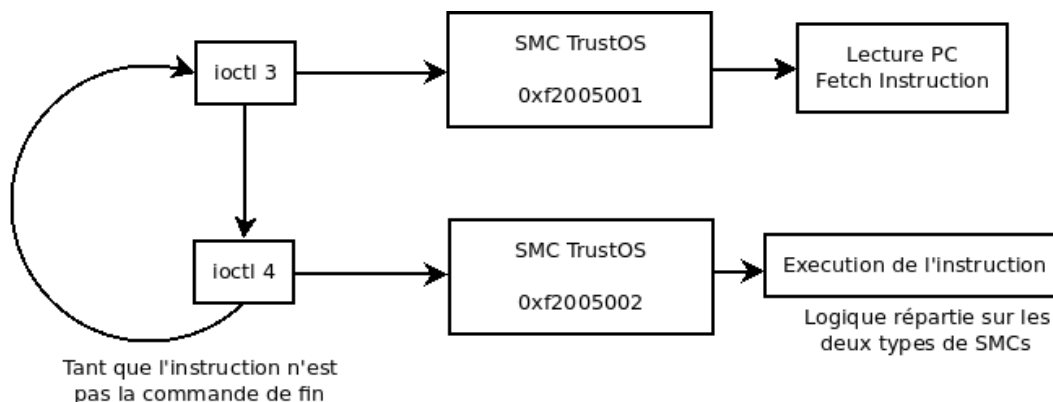 ioctl 3
SMC TrustOS
0xf2005001
Lecture PC
Fetch Instruction
ioctl 4
SMC TrustOS
0xf2005002
Execution de l'instruction
Logique répartie sur les
deux types de SMCs
Tant que l'instruction n'est
pas la commande de fin